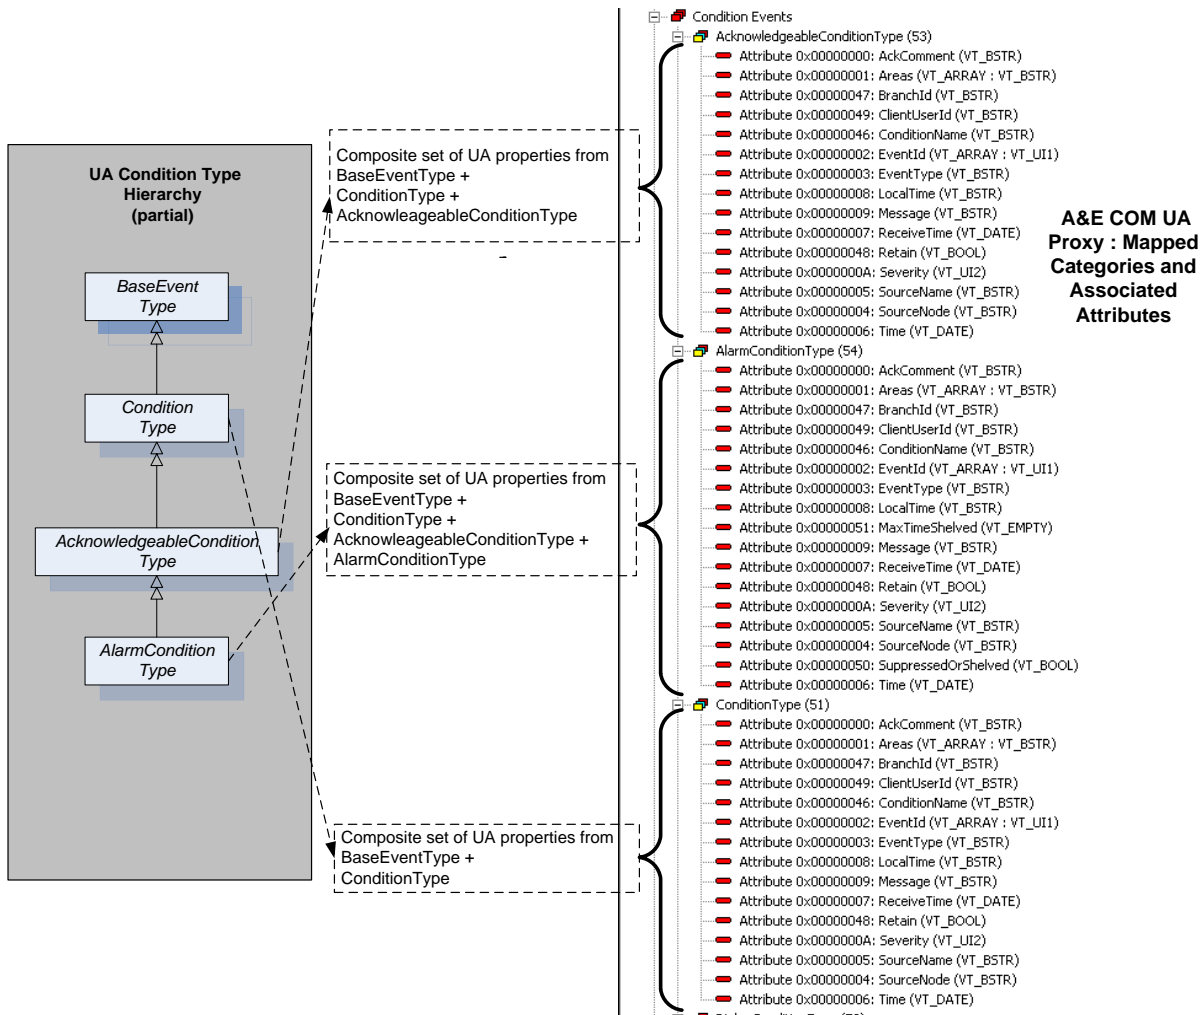 UA Condition Type
Hierarchy
(partial)
BaseEvent
Type
Condition
Type
AcknowledgeableCondition
Type
AlarmCondition
Type
Composite set of UA properties from
BaseEventType +
ConditionType +
AcknowleageableConditionType
Composite set of UA properties from
BaseEventType +
ConditionType +
AcknowleageableConditionType +
AlarmConditionType
Composite set of UA properties from
BaseEventType +
ConditionType
Condition Events
AcknowledgeableConditionType (53)
Attribute 0x00000000: AckComment (VT_BSTR)
Attribute 0x00000001: Areas (VT_ARRAY : VT_BSTR)
Attribute 0x00000047: BranchId (VT_BSTR)
Attribute 0x00000049: ClientUserId (VT_BSTR)
Attribute 0x00000046: ConditionName (VT_BSTR)
Attribute 0x00000002: EventId (VT_ARRAY : VT_UI1)
Attribute 0x00000003: EventType (VT_BSTR)
Attribute 0x00000008: LocalTime (VT_BSTR)
Attribute 0x00000009: Message (VT_BSTR)
Attribute 0x00000007: ReceiveTime (VT_DATE)
Attribute 0x00000048: Retain (VT_BOOL)
Attribute 0x0000000A: Severity (VT_UI2)
Attribute 0x00000005: SourceName (VT_BSTR)
Attribute 0x00000004: SourceNode (VT_BSTR)
Attribute 0x00000006: Time (VT_DATE)
AlarmConditionType (54)
Attribute 0x00000000: AckComment (VT_BSTR)
Attribute 0x00000001: Areas (VT_ARRAY : VT_BSTR)
Attribute 0x00000047: BranchId (VT_BSTR)
Attribute 0x00000049: ClientUserId (VT_BSTR)
Attribute 0x00000046: ConditionName (VT_BSTR)
Attribute 0x00000002: EventId (VT_ARRAY : VT_UI1)
Attribute 0x00000003: EventType (VT_BSTR)
Attribute 0x00000008: LocalTime (VT_BSTR)
Attribute 0x00000051: MaxTimeShelved (VT_EMPTY)
Attribute 0x00000009: Message (VT_BSTR)
Attribute 0x00000007: ReceiveTime (VT_DATE)
Attribute 0x00000048: Retain (VT_BOOL)
Attribute 0x0000000A: Severity (VT_UI2)
Attribute 0x00000005: SourceName (VT_BSTR)
Attribute 0x00000004: SourceNode (VT_BSTR)
Attribute 0x00000050: SuppressedOrShelved (VT_BOOL)
Attribute 0x00000006: Time (VT_DATE)
ConditionType (51)
Attribute 0x00000000: AckComment (VT_BSTR)
Attribute 0x00000001: Areas (VT_ARRAY : VT_BSTR)
Attribute 0x00000047: BranchId (VT_BSTR)
Attribute 0x00000049: ClientUserId (VT_BSTR)
Attribute 0x00000046: ConditionName (VT_BSTR)
Attribute 0x00000002: EventId (VT_ARRAY : VT_UI1)
Attribute 0x00000003: EventType (VT_BSTR)
Attribute 0x00000008: LocalTime (VT_BSTR)
Attribute 0x00000009: Message (VT_BSTR)
Attribute 0x00000007: ReceiveTime (VT_DATE)
Attribute 0x00000048: Retain (VT_BOOL)
Attribute 0x0000000A: Severity (VT_UI2)
Attribute 0x00000005: SourceName (VT_BSTR)
Attribute 0x00000004: SourceNode (VT_BSTR)
Attribute 0x00000006: Time (VT_DATE)
A&E COM UA
Proxy : Mapped
Categories and
Associated
Attributes